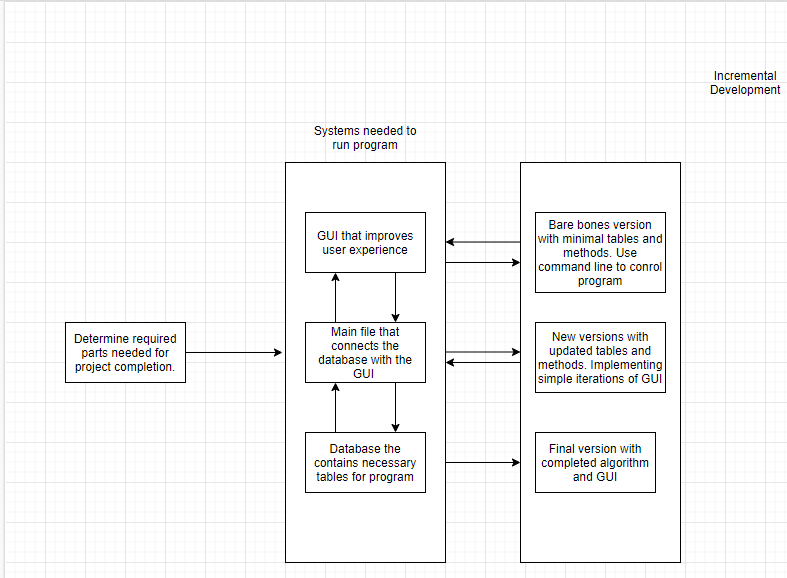 Incremental
Development
Systems needed to
run program
GUI that improves
user experience
Bare bones version
with minimal tables and
methods. Use
command line to conrol
program
Determine required
parts needed for
project completion.
Main file that
connects the
database with the
GUI
New versions with
updated tables and
methods. Implementing
simple iterations of GUI
Database the
contains necessary
tables for program
Final version with
completed algorithm
and GUI